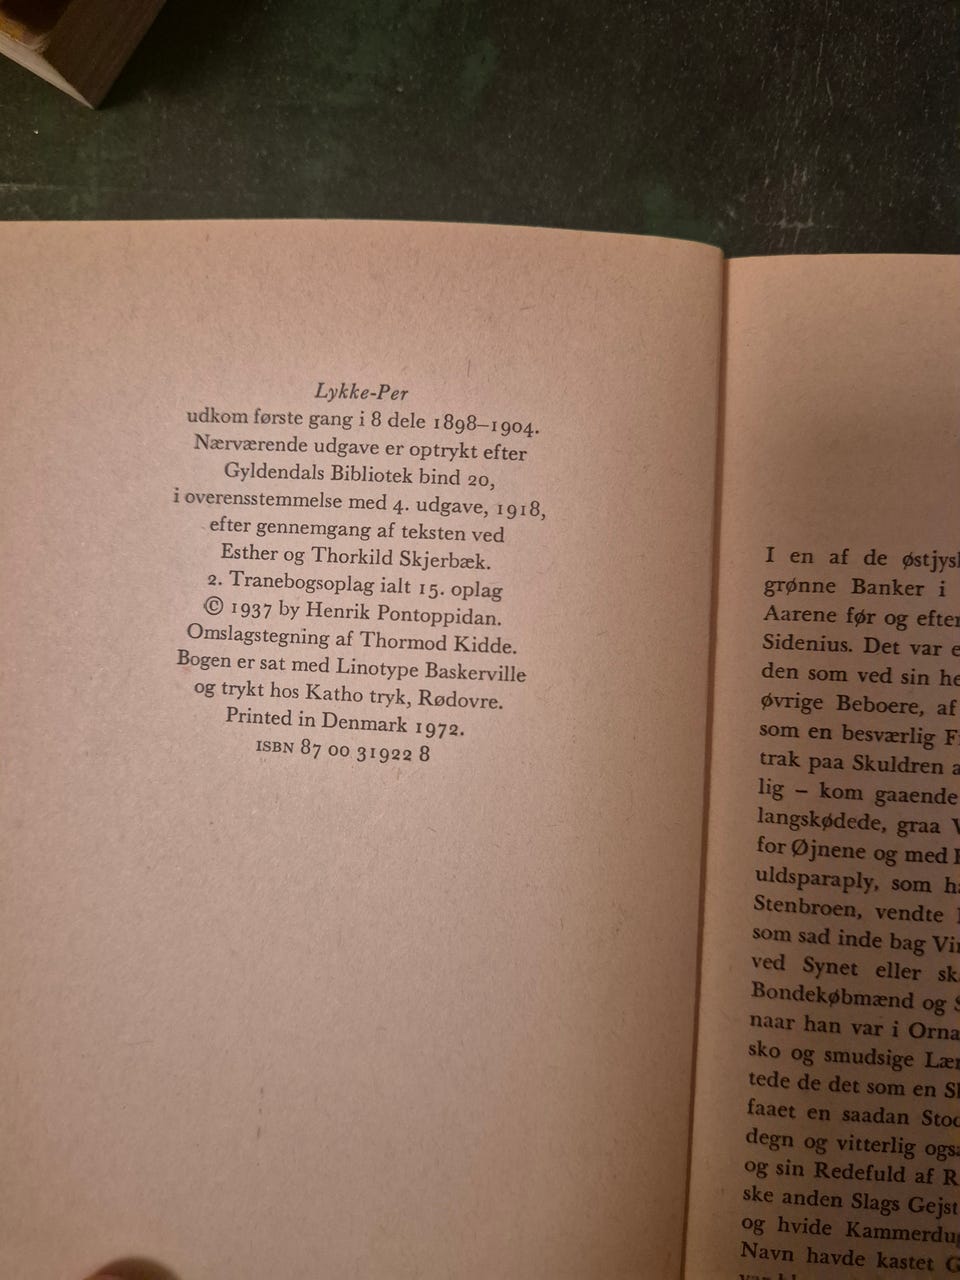 Lykke-Per
udkom første gang i 8 dele 1898–1904.
Nærværende udgave er optrykt efter
Gyldendals Bibliotek bind 20,
i overensstemmelse med 4. udgave, 1918,
efter gennemgang af teksten ved
Esther og Thorkild Skjerbæk.
2. Tranebogsoplag ialt 15. oplag
© 1937 by Henrik Pontoppidan.
Omslagstegning af Thormod Kidde.
Bogen er sat med Linotype Baskerville
og trykt hos Katho tryk, Rødovre.
Printed in Denmark 1972.
ISBN 87 00 31922 8
I en af de
grønne Banker i
Aarene før og
Sidenius. Det var
den som ved sin
øvrige Beboere, af
som en besværlig
trak paa Skuldren
lig – kom gaaende
langskødede, graa
for Øjnene og med
uldsparaply, som
Stenbroen, vendte
som sad inde bag
ved Synet eller
Bondekøbmænd og
naar han var i
sko og smudsige
tede de det som en
faaet en saadan
degn og vitterlig
og sin Redefuld af
ske anden Slags
og hvide
Navn havde kastet